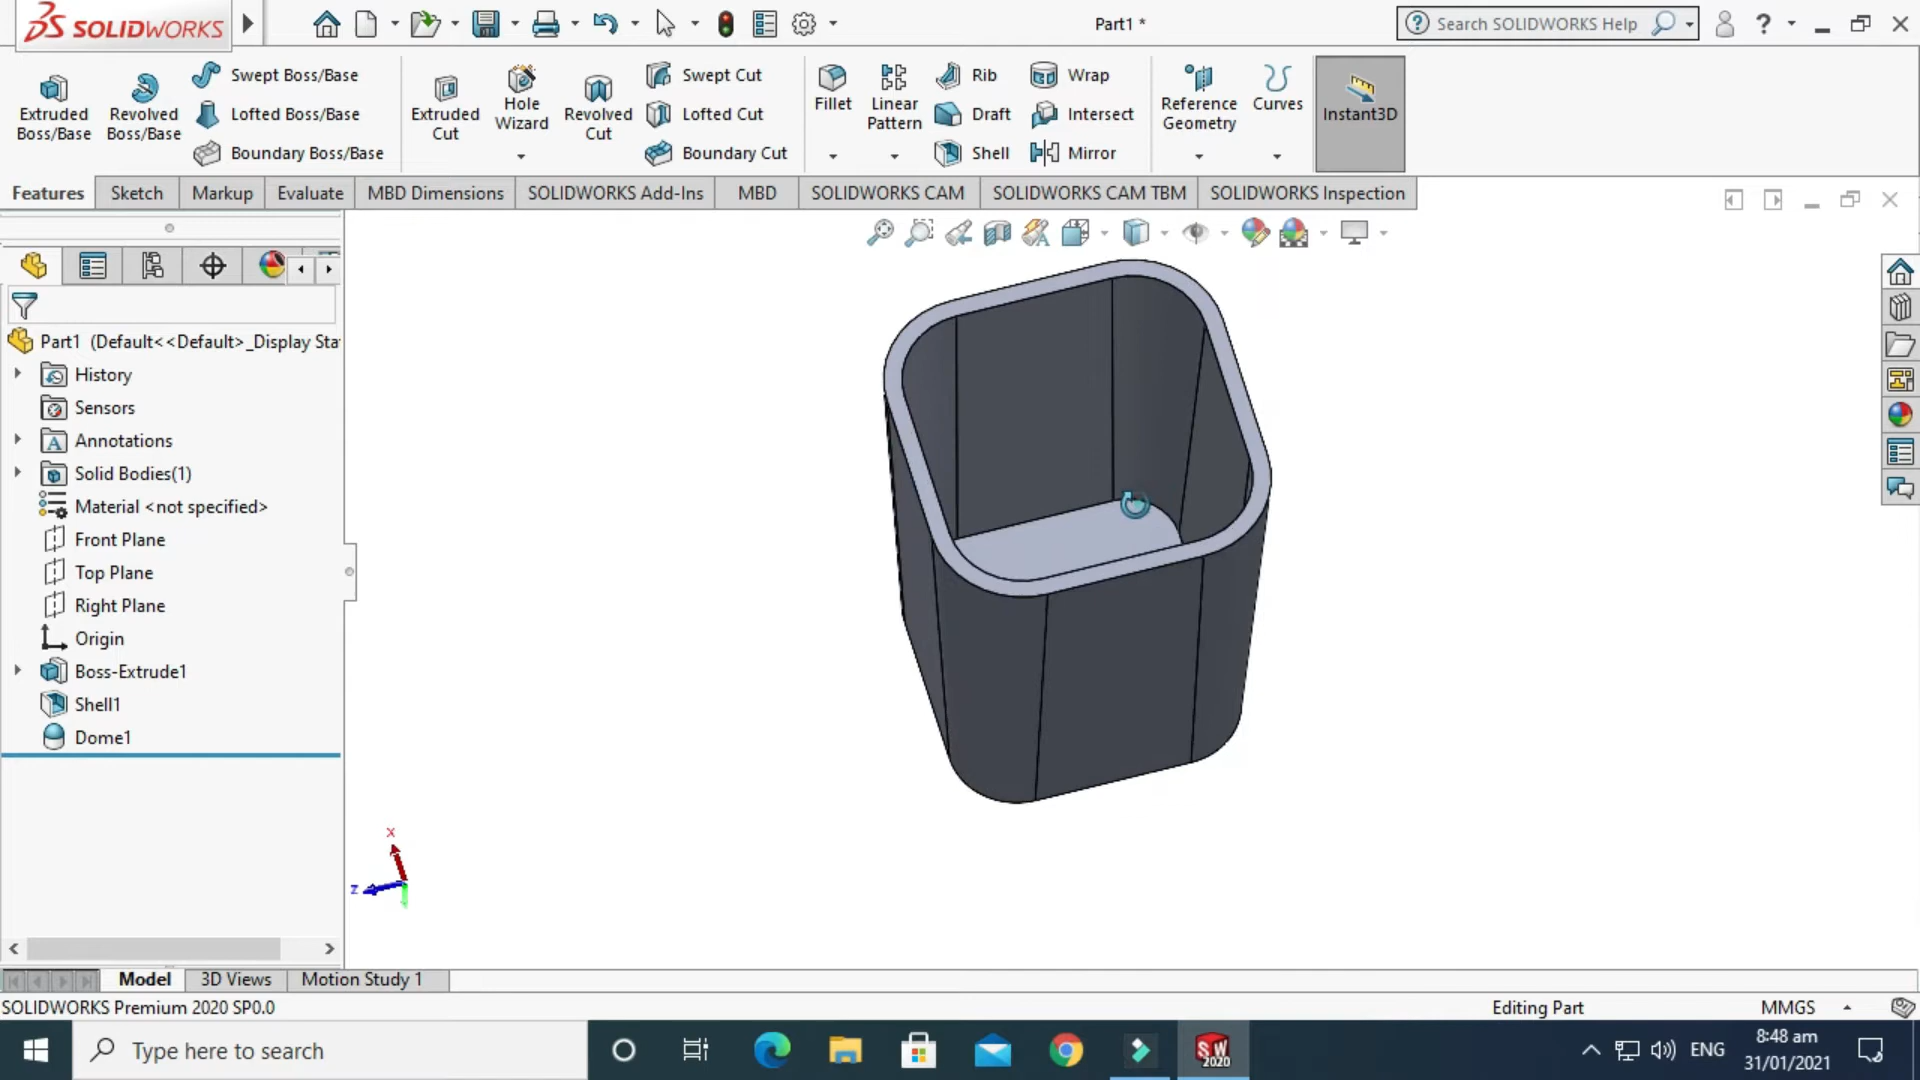 SOLIDWORKS
Part1 *
Search SOLIDWORKS Help
Extruded Boss/Base
Revolved Boss/Base
Swept Boss/Base
Lofted Boss/Base
Boundary Boss/Base
Extruded Cut
Hole Wizard
Revolved Cut
Swept Cut
Lofted Cut
Boundary Cut
Fillet
Linear Pattern
Rib
Draft
Shell
Wrap
Intersect
Mirror
Reference Geometry
Curves
Instant3D
Features
Sketch
Markup
Evaluate
MBD Dimensions
SOLIDWORKS Add-Ins
MBD
SOLIDWORKS CAM
SOLIDWORKS CAM TBM
SOLIDWORKS Inspection
Part1 (Default<<Default>_Display Sta
History
Sensors
Annotations
Solid Bodies(1)
Material <not specified>
Front Plane
Top Plane
Right Plane
Origin
Boss-Extrude1
Shell1
Dome1
x
z
Model
3D Views
Motion Study 1
SOLIDWORKS Premium 2020 SP0.0
Editing Part
MMGS
Type here to search
SW 2020
ENG
8:48 am
31/01/2021